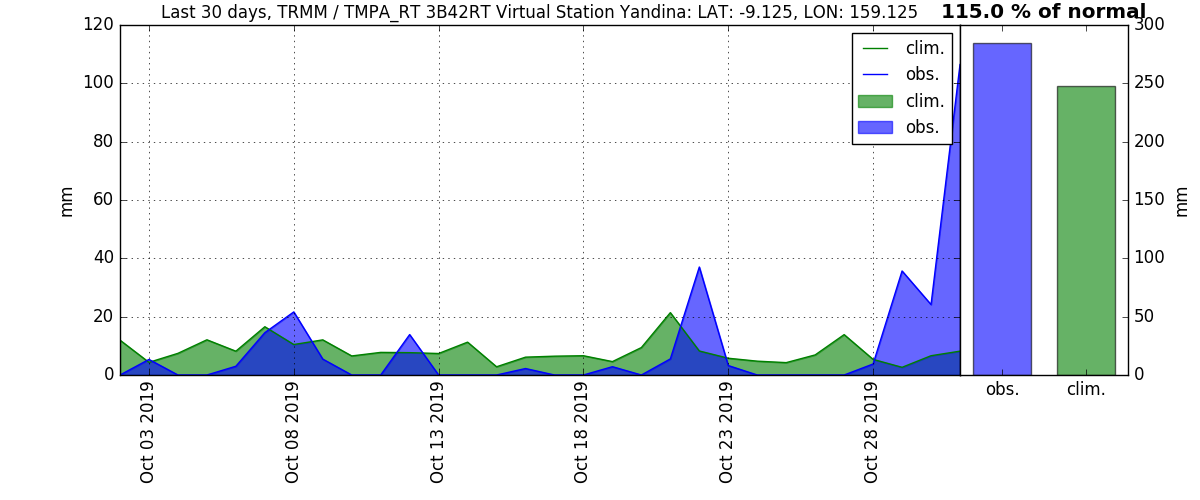 Last 30 days, TRMM / TMPA_RT 3B42RT Virtual Station Yandina: LAT: -9.125, LON: 159.125
115.0 % of normal
120
100
80
60
40
20
0
mm
clim.
obs.
clim.
obs.
300
250
200
150
100
50
0
mm
obs.
clim.
Oct 03 2019
Oct 08 2019
Oct 13 2019
Oct 18 2019
Oct 23 2019
Oct 28 2019